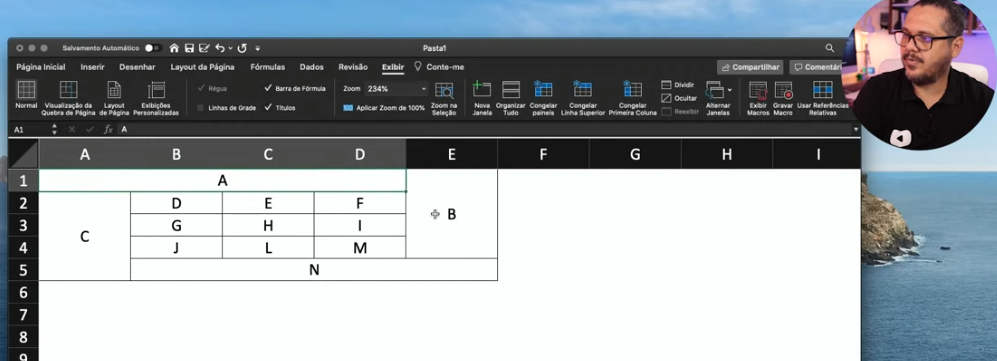 Salvamento Automático
Pasta1
Página Inicial Inserir Desenhar Layout da Página Fórmulas Dados Revisão Exibir Conte-me
Compartilhar
Normal
Visualização da Quebra de Página
Layout de Página
Exibições Personalizadas
Régua
Barra de Fórmula
Linhas de Grade
Títulos
Zoom 234%
100 Aplicar Zoom de 100%
Zoom na Seleção
Nova Janela
Organizar Tudo
Congelar painéis
Congelar Linha Superior
Congelar Primeira Coluna
Dividir
Ocultar
Reexibir
Alternar Janelas
Exibir Macros
Gravar Macro
Usar Referências Relativas
A1 fx A
A B C D E F G H I
1 A
2 D E F
3 G H I B
C
4 J L M
5 N
6
7
8
9